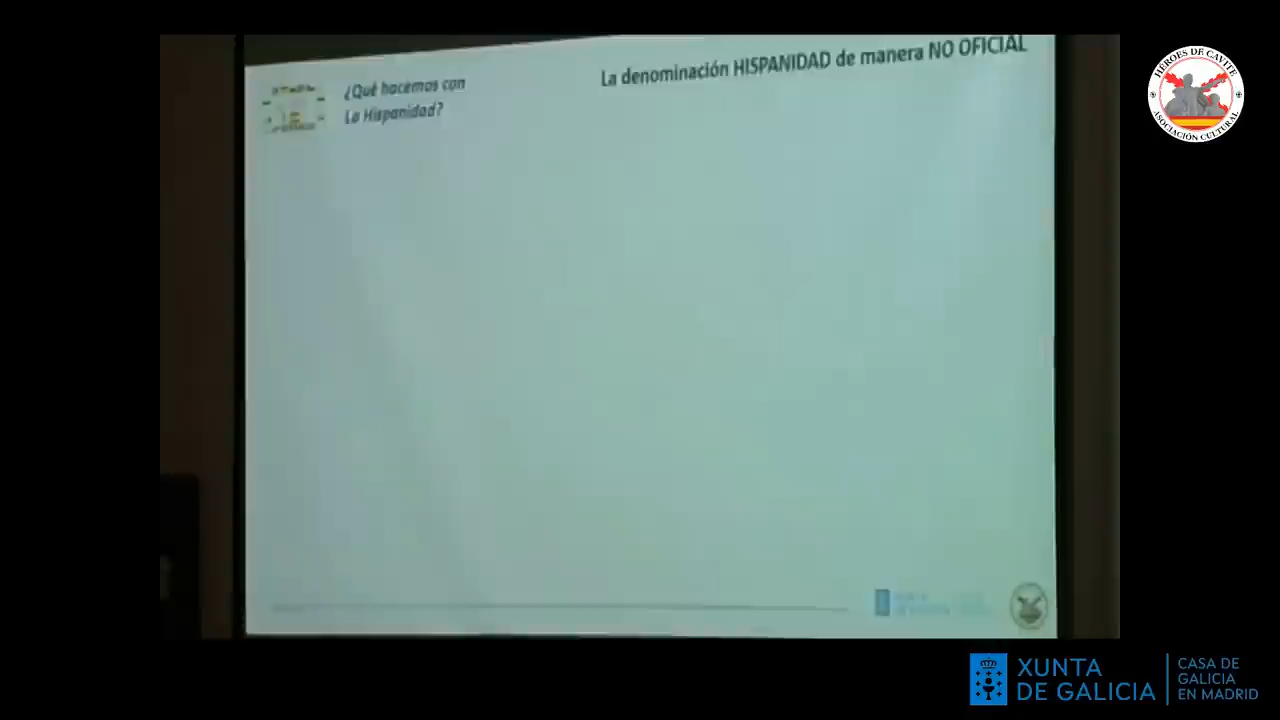 La denominación HISPANIDAD de manera NO OFICIAL
¿Qué hacemos con
La Hispanidad?
HÉROES DE CAVITE
ASOCIACIÓN CULTURAL
XUNTA
DE GALICIA
CASA DE
GALICIA
EN MADRID